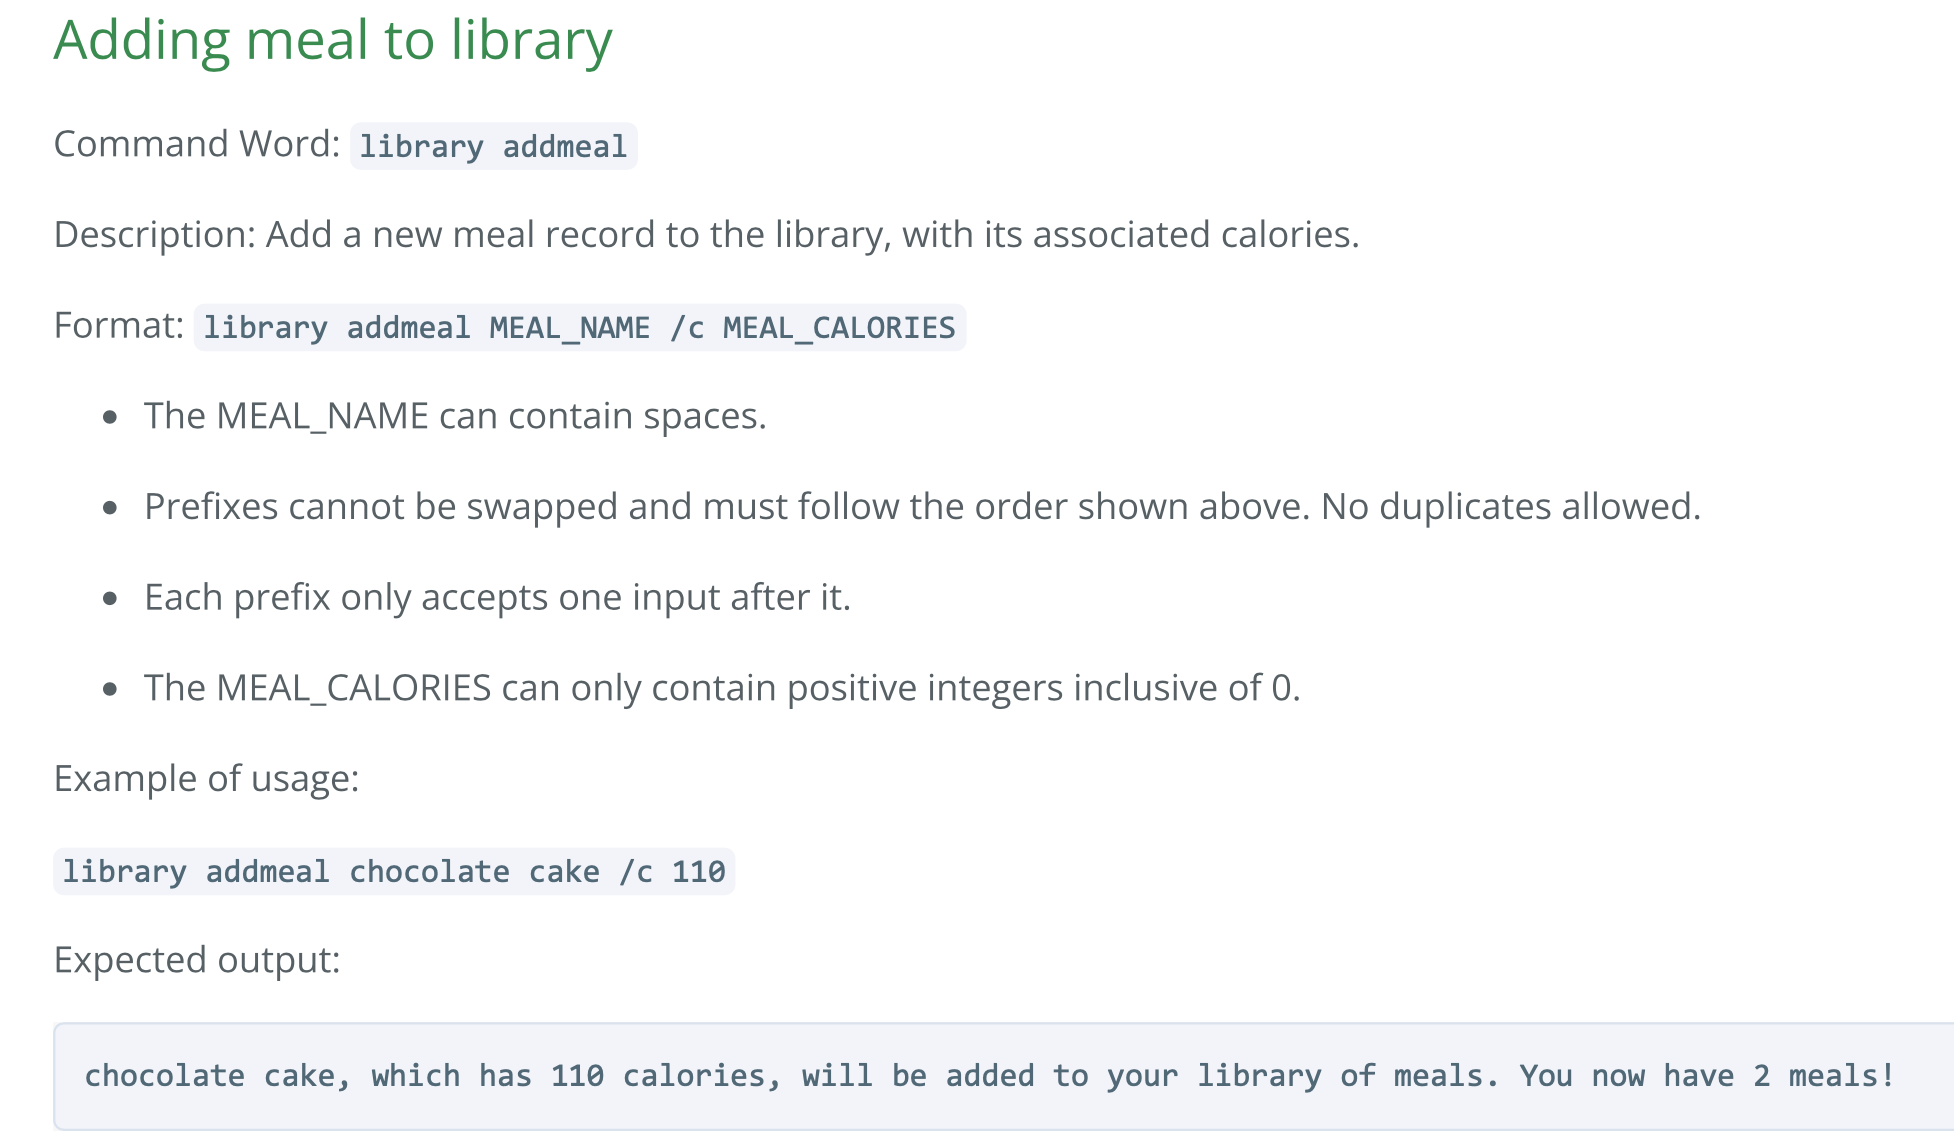 Adding meal to library
Command Word: library addmeal
Description: Add a new meal record to the library, with its associated calories.
Format: library addmeal MEAL_NAME /c MEAL_CALORIES
• The MEAL_NAME can contain spaces.
• Prefixes cannot be swapped and must follow the order shown above. No duplicates allowed.
• Each prefix only accepts one input after it.
• The MEAL_CALORIES can only contain positive integers inclusive of 0.
Example of usage:
library addmeal chocolate cake /c 110
Expected output:
chocolate cake, which has 110 calories, will be added to your library of meals. You now have 2 meals!